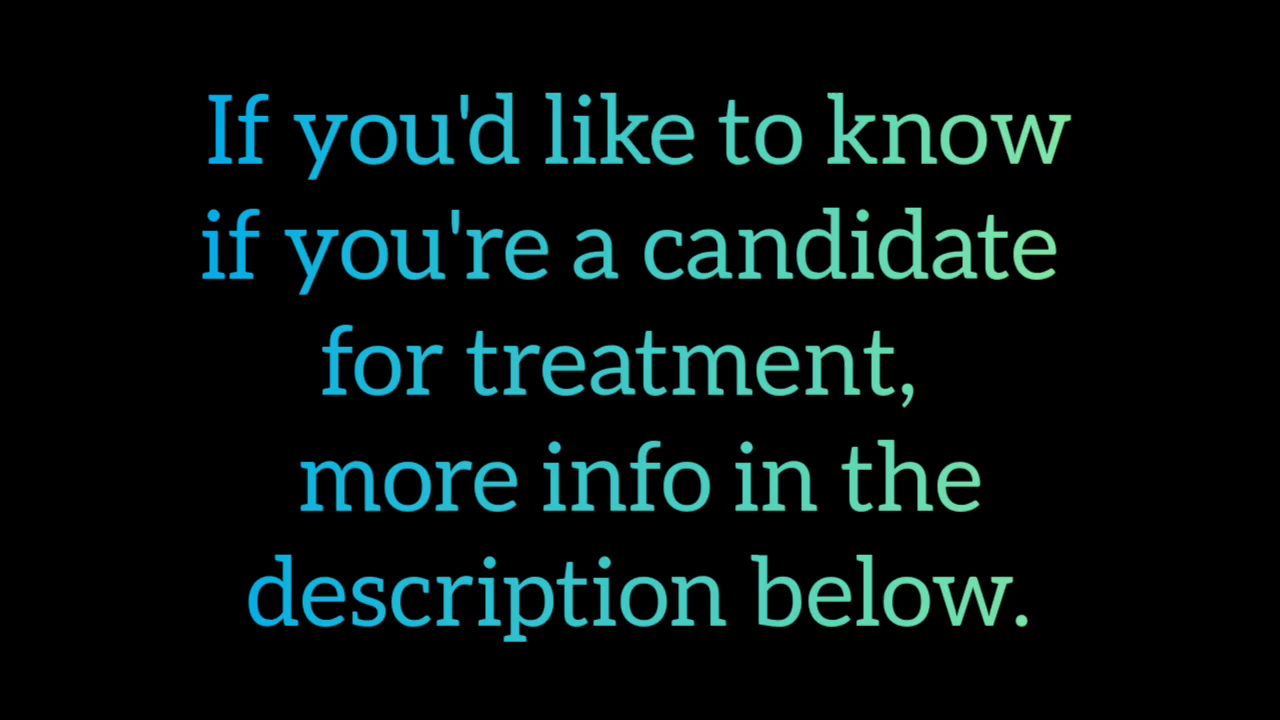 If you'd like to know
if you're a candidate
for treatment,
more info in the
description below.